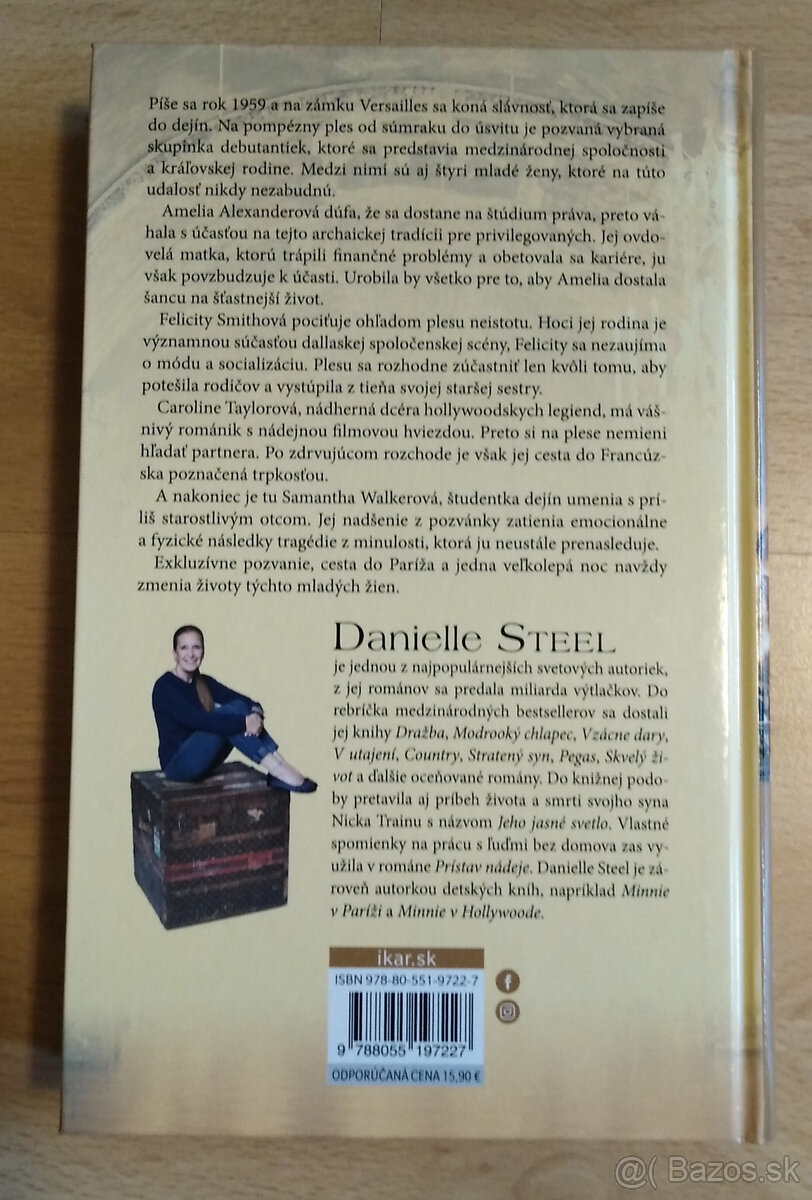 Píše sa rok 1959 a na zámku Versailles sa koná slávnosť, ktorá sa zapíše
do dejín. Na pompézny ples od súmraku do úsvitu je pozvaná vybraná
skupinka debutantiek, ktoré sa predstavia medzinárodnej spoločnosti
a kráľovskej rodine. Medzi nimi sú aj štyri mladé ženy, ktoré na túto
udalosť nikdy nezabudnú.
Amelia Alexanderová dúfa, že sa dostane na štúdium práva, preto vá-
hala s účasťou na tejto archaickej tradícii pre privilegovaných. Jej ovdo-
velá matka, ktorú trápili finančné problémy a obetovala sa kariére, ju
však povzbudzuje k účasti. Urobila by všetko pre to, aby Amelia dostala
šancu na šťastnejší život.
Felicity Smithová pociťuje ohľadom plesu neistotu. Hoci jej rodina je
významnou súčasťou dallaskej spoločenskej scény, Felicity sa nezaujíma
o módu a socializáciu. Plesu sa rozhodne zúčastniť len kvôli tomu, aby
potešila rodičov a vystúpila z tieňa svojej staršej sestry.
Caroline Taylorová, nádherná dcéra hollywoodskych legiend, má váš-
nivý románik s nádejnou filmovou hviezdou. Preto si na plese nemieni
hľadať partnera. Po zdrvujúcom rozchode je však jej cesta do Francúz-
ska poznačená trpkosťou.
A nakoniec je tu Samantha Walkerová, študentka dejín umenia s prí-
liš starostlivým otcom. Jej nadšenie z pozvánky zatienia emocionálne
a fyzické následky tragédie z minulosti, ktorá ju neustále prenasleduje.
Exkluzívne pozvanie, cesta do Paríža a jedna veľkolepá noc navždy
zmenia životy týchto mladých žien.
Danielle STEEL
je jednou z najpopulárnejších svetových autoriek,
z jej románov sa predala miliarda výtlačkov. Do
rebríčka medzinárodných bestsellerov sa dostali
jej knihy Dražba, Modrooký chlapec, Vzácne dary,
V utajení, Country, Stratený syn, Pegas, Skvelý ži-
vot a ďalšie oceňované romány. Do knižnej podo-
by pretavila aj príbeh života a smrti svojho syna
Nicka Trainu s názvom Jeho jasné svetlo. Vlastné
spomienky na prácu s ľuďmi bez domova zas vy-
užila v románe Prístav nádeje. Danielle Steel je zá-
roveň autorkou detských kníh, napríklad Minnie
v Paríži a Minnie v Hollywoode.
ikar.sk
ISBN 978-80-551-9722-7
9 788055 197227
ODPORÚČANÁ CENA 15,90 €
@( Bazos.sk